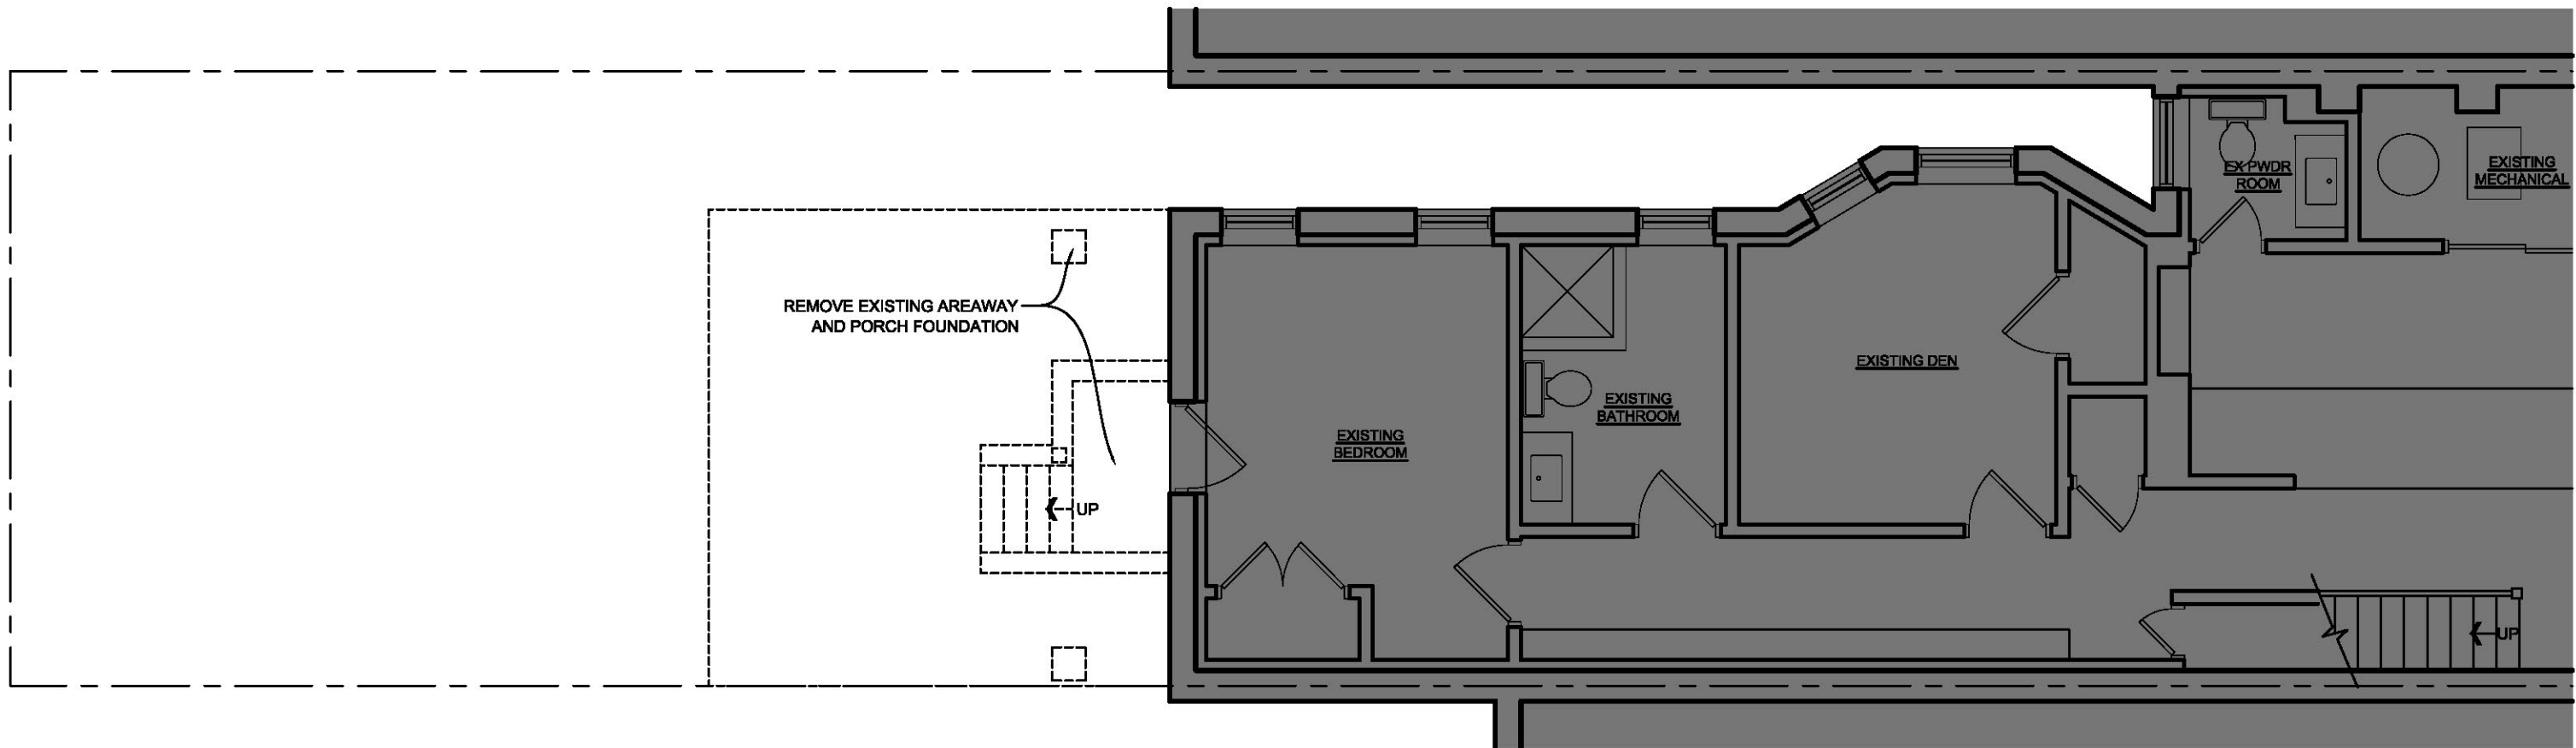 EX PWDR
ROOM
EXISTING
MECHANICAL
REMOVE EXISTING AREAWAY
AND PORCH FOUNDATION
EXISTING DEN
EXISTING
BATHROOM
EXISTING
BEDROOM
UP
UP